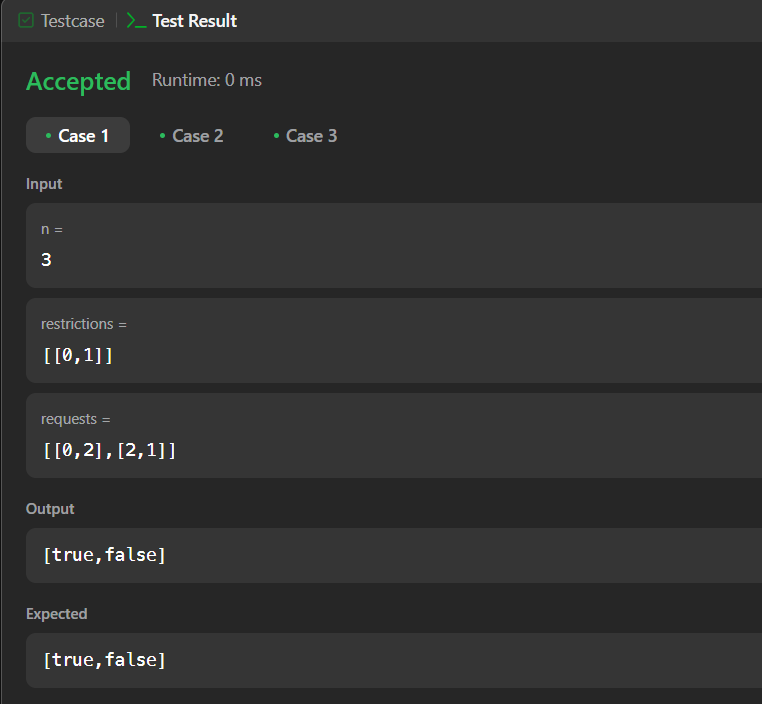 Testcase Test Result
Accepted Runtime: 0 ms
Case 1 Case 2 Case 3
Input
n =
3
restrictions =
[[0,1]]
requests =
[[0,2],[2,1]]
Output
[true,false]
Expected
[true,false]